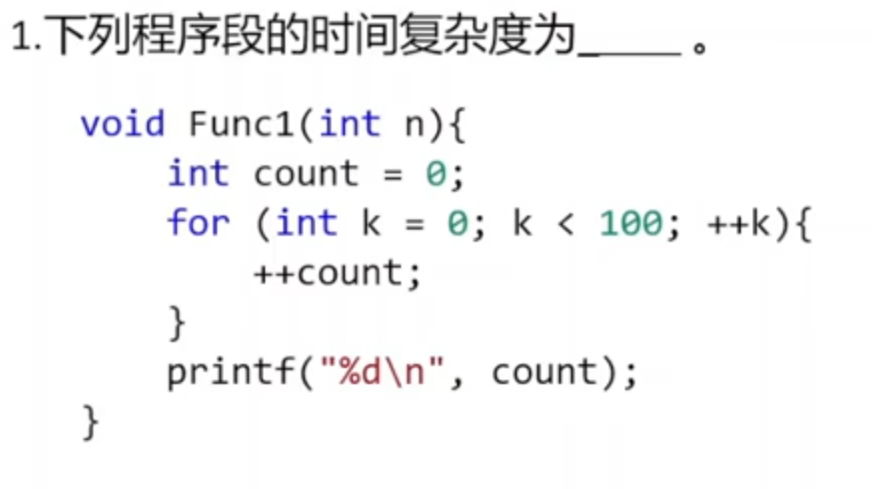 1.下列程序段的时间复杂度为_____。
void Func1(int n){
    int count = 0;
    for (int k = 0; k < 100; ++k){
        ++count;
    }
    printf("%d\n", count);
}